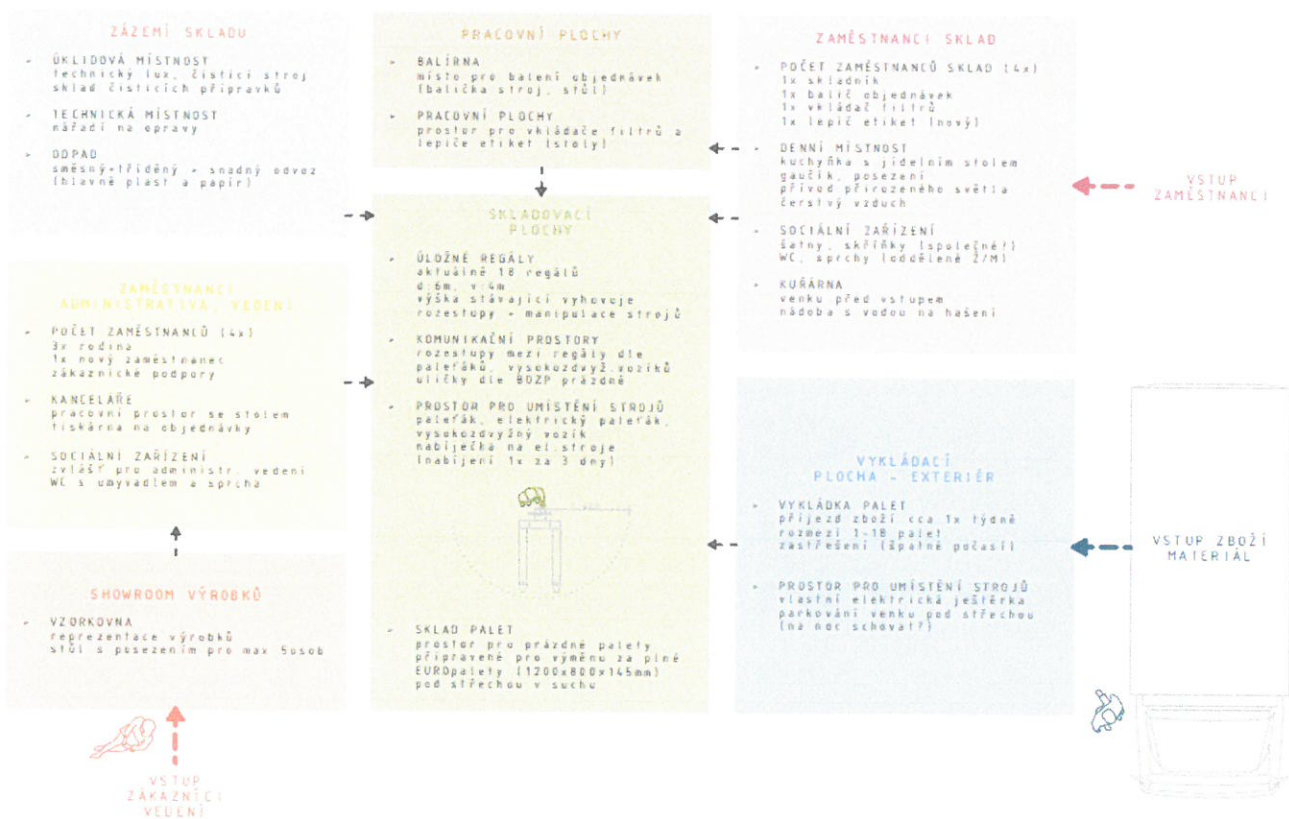 ZÁZEMÍ SKLADU
- ÚKLIDOVÁ MÍSTNOST
technický lux, čistící stroj
sklad čistících přípravků
- TECHNICKÁ MÍSTNOST
nářadí na opravy
- ODPAD
směsný+tříděný - snadný odvoz
(hlavně plast a papír)
ZAMĚSTNANCI
ADMINISTRATIVA, VEDENÍ
- POČET ZAMĚSTNANCŮ (4x)
3x rodina
1x nový zaměstnanec
zákaznické podpory
- KANCELÁŘE
pracovní prostor se stolem
tiskárna na objednávky
- SOCIÁLNÍ ZAŘÍZENÍ
zvlášť pro administr. vedení
WC s umyvadlem a sprcha
SHOWROOM VÝROBKŮ
- VZORKOVNA
reprezentace výrobků
stůl s posezením pro max 5osob
VSTUP
ZÁKAZNÍCI
VEDENÍ
PRACOVNÍ PLOCHY
- BALÍRNA
místo pro balení objednávek
(balička stroj, stůl)
- PRACOVNÍ PLOCHY
prostor pro vkládače filtrů a
lepiče etiket (stoly)
SKLADOVACÍ
PLOCHY
- ÚLOŽNÉ REGÁLY
aktuálně 18 regálů
d:6m, v:4m
výška stávající vyhovuje
rozestupy - manipulace strojů
- KOMUNIKAČNÍ PROSTORY
rozestupy mezi regály dle
paleťáků, vysokozdvyž.vozíků
uličky dle BOZP prázdné
- PROSTOR PRO UMÍSTĚNÍ STROJŮ
paleťák, elektrický paleťák,
vysokozdvyžný vozík
nabíječka na el.stroje
(nabíjení 1x za 3 dny)
- SKLAD PALET
prostor pro prázdné palety
připravené pro výměnu za plné
EUROpalety (1200x800x145mm)
pod střechou v suchu
ZAMĚSTNANCI SKLAD
- POČET ZAMĚSTNANCŮ SKLAD (4x)
1x skladník
1x balič objednávek
1x vkládač filtrů
1x lepič etiket (nový)
- DENNÍ MÍSTNOST
kuchyňka s jídelním stolem
gaučík, posezení
přívod přirozeného světla
čerstvý vzduch
- SOCIÁLNÍ ZAŘÍZENÍ
šatny, skříňky (společné?)
WC, sprchy (oddělené Ž/M)
- KUŘÁRNA
venku před vstupem
nádoba s vodou na hašení
VSTUP
ZAMĚSTNANCI
VYKLÁDACÍ
PLOCHA - EXTERIÉR
- VYKLÁDKA PALET
příjezd zboží cca 1x týdně
rozmezí 1-18 palet
zastřešení (špatné počasí)
- PROSTOR PRO UMÍSTĚNÍ STROJŮ
vlastní elektrická ještěrka
parkování venku pod střechou
(na noc schovat?)
VSTUP ZBOŽÍ
MATERIÁL